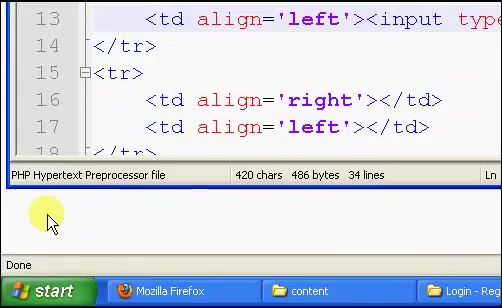 13 <td align='left'><input type
14 </tr>
15 <tr>
16 <td align='right'></td>
17 <td align='left'></td>
18 </tr>
PHP Hypertext Preprocessor file 420 chars 486 bytes 34 lines Ln
Done
start Mozilla Firefox content Login - Reg